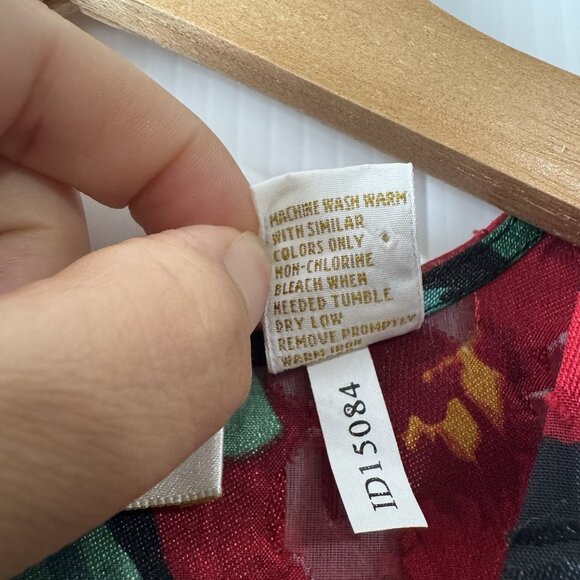 MACHINE WASH WARM
WITH SIMILAR
COLORS ONLY
NON-CHLORINE
BLEACH WHEN
NEEDED TUMBLE
DRY LOW
REMOVE PROMPTLY
WARM IRON
ID15084